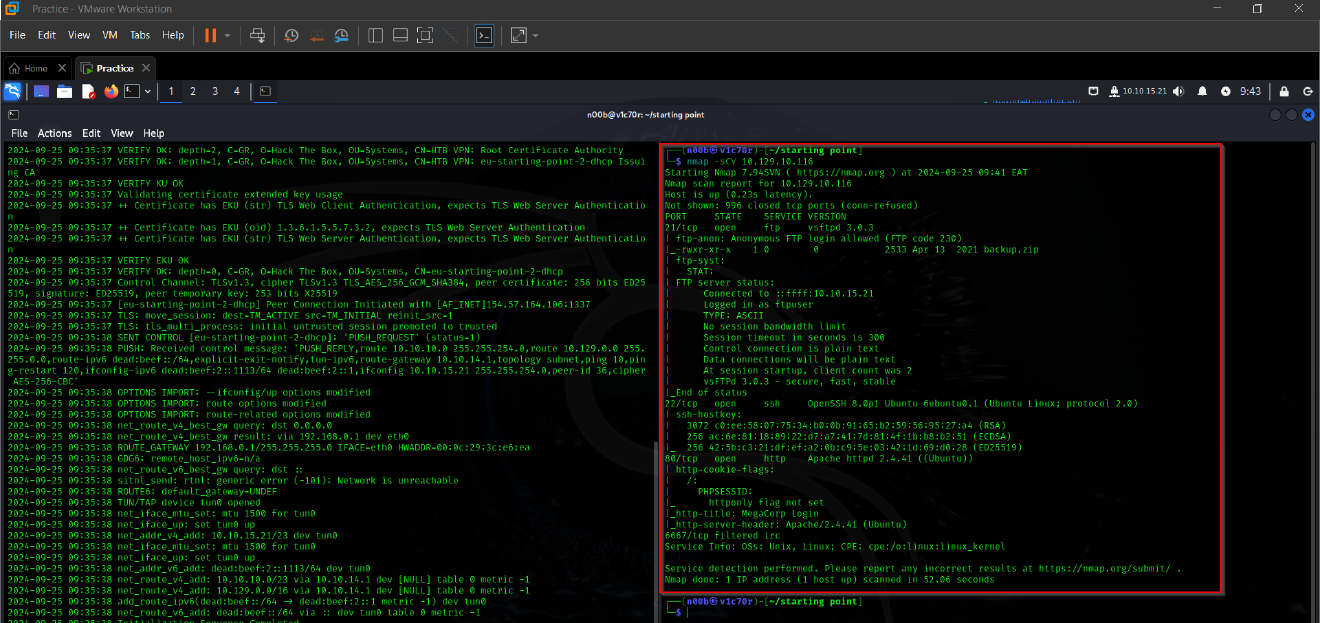 Practice - VMware Workstation
File Edit View VM Tabs Help
Home Practice
1 2 3 4 10.10.15.21 9:43
n00b@v1c70r: ~/starting point
File Actions Edit View Help
2024-09-25 09:35:37 VERIFY OK: depth=2, C=GR, O=Hack The Box, OU=Systems, CN=HTB VPN: Root Certificate Authority
2024-09-25 09:35:37 VERIFY OK: depth=1, C=GR, O=Hack The Box, OU=Systems, CN=HTB VPN: eu-starting-point-2-dhcp Issui
ng CA
2024-09-25 09:35:37 VERIFY KU OK
2024-09-25 09:35:37 Validating certificate extended key usage
2024-09-25 09:35:37 ++ Certificate has EKU (str) TLS Web Client Authentication, expects TLS Web Server Authenticatio
n
2024-09-25 09:35:37 ++ Certificate has EKU (oid) 1.3.6.1.5.5.7.3.2, expects TLS Web Server Authentication
2024-09-25 09:35:37 ++ Certificate has EKU (str) TLS Web Server Authentication, expects TLS Web Server Authenticatio
n
2024-09-25 09:35:37 VERIFY EKU OK
2024-09-25 09:35:37 VERIFY OK: depth=0, C=GR, O=Hack The Box, OU=Systems, CN=eu-starting-point-2-dhcp
2024-09-25 09:35:37 Control Channel: TLSv1.3, cipher TLSv1.3 TLS_AES_256_GCM_SHA384, peer certificate: 256 bits ED25
519, signature: ED25519, peer temporary key: 253 bits X25519
2024-09-25 09:35:37 [eu-starting-point-2-dhcp] Peer Connection Initiated with [AF_INET]154.57.164.106:1337
2024-09-25 09:35:37 TLS: move_session: dest=TM_ACTIVE src=TM_INITIAL reinit_src=1
2024-09-25 09:35:37 TLS: tls_multi_process: initial untrusted session promoted to trusted
2024-09-25 09:35:38 SENT CONTROL [eu-starting-point-2-dhcp]: 'PUSH_REQUEST' (status=1)
2024-09-25 09:35:38 PUSH: Received control message: 'PUSH_REPLY,route 10.10.10.0 255.255.254.0,route 10.129.0.0 255.
255.0.0,route-ipv6 dead:beef::/64,explicit-exit-notify,tun-ipv6,route-gateway 10.10.14.1,topology subnet,ping 10,pin
g-restart 120,ifconfig-ipv6 dead:beef:2::1113/64 dead:beef:2::1,ifconfig 10.10.15.21 255.255.254.0,peer-id 36,cipher
AES-256-CBC'
2024-09-25 09:35:38 OPTIONS IMPORT: --ifconfig/up options modified
2024-09-25 09:35:38 OPTIONS IMPORT: route options modified
2024-09-25 09:35:38 OPTIONS IMPORT: route-related options modified
2024-09-25 09:35:38 net_route_v4_best_gw query: dst 0.0.0.0
2024-09-25 09:35:38 net_route_v4_best_gw result: via 192.168.0.1 dev eth0
2024-09-25 09:35:38 ROUTE_GATEWAY 192.168.0.1/255.255.255.0 IFACE=eth0 HWADDR=00:0c:29:3c:e6:ea
2024-09-25 09:35:38 GDG6: remote_host_ipv6=n/a
2024-09-25 09:35:38 net_route_v6_best_gw query: dst ::
2024-09-25 09:35:38 sitnl_send: rtnl: generic error (-101): Network is unreachable
2024-09-25 09:35:38 ROUTE6: default_gateway=UNDEF
2024-09-25 09:35:38 TUN/TAP device tun0 opened
2024-09-25 09:35:38 net_iface_mtu_set: mtu 1500 for tun0
2024-09-25 09:35:38 net_iface_up: set tun0 up
2024-09-25 09:35:38 net_addr_v4_add: 10.10.15.21/23 dev tun0
2024-09-25 09:35:38 net_iface_mtu_set: mtu 1500 for tun0
2024-09-25 09:35:38 net_iface_up: set tun0 up
2024-09-25 09:35:38 net_addr_v6_add: dead:beef:2::1113/64 dev tun0
2024-09-25 09:35:38 net_route_v4_add: 10.10.10.0/23 via 10.10.14.1 dev [NULL] table 0 metric -1
2024-09-25 09:35:38 net_route_v4_add: 10.129.0.0/16 via 10.10.14.1 dev [NULL] table 0 metric -1
2024-09-25 09:35:38 add_route_ipv6(dead:beef::/64 -> dead:beef:2::1 metric -1) dev tun0
2024-09-25 09:35:38 net_route_v6_add: dead:beef::/64 via :: dev tun0 table 0 metric -1
2024-09-25 09:35:38 Initialization Sequence Completed
(n00b㉿v1c70r)-[~/starting point]
$ nmap -sCV 10.129.10.116
Starting Nmap 7.94SVN ( https://nmap.org ) at 2024-09-25 09:41 EAT
Nmap scan report for 10.129.10.116
Host is up (0.23s latency).
Not shown: 996 closed tcp ports (conn-refused)
PORT STATE SERVICE VERSION
21/tcp open ftp vsftpd 3.0.3
| ftp-anon: Anonymous FTP login allowed (FTP code 230)
|_-rwxr-xr-x 1 0 0 2533 Apr 13 2021 backup.zip
| ftp-syst:
| STAT:
| FTP server status:
| Connected to ::ffff:10.10.15.21
| Logged in as ftpuser
| TYPE: ASCII
| No session bandwidth limit
| Session timeout in seconds is 300
| Control connection is plain text
| Data connections will be plain text
| At session startup, client count was 2
| vsFTPd 3.0.3 - secure, fast, stable
|_End of status
22/tcp open ssh OpenSSH 8.0p1 Ubuntu 6ubuntu0.1 (Ubuntu Linux; protocol 2.0)
| ssh-hostkey:
| 3072 c0:ee:58:07:75:34:b0:0b:91:65:b2:59:56:95:27:a4 (RSA)
| 256 ac:6e:81:18:89:22:d7:a7:41:7d:81:4f:1b:b8:b2:51 (ECDSA)
|_ 256 42:5b:c3:21:df:ef:a2:0b:c9:5e:03:42:1d:69:d0:28 (ED25519)
80/tcp open http Apache httpd 2.4.41 ((Ubuntu))
| http-cookie-flags:
| /:
| PHPSESSID:
|_ httponly flag not set
|_http-title: MegaCorp Login
|_http-server-header: Apache/2.4.41 (Ubuntu)
6667/tcp filtered irc
Service Info: OSs: Unix, Linux; CPE: cpe:/o:linux:linux_kernel
Service detection performed. Please report any incorrect results at https://nmap.org/submit/ .
Nmap done: 1 IP address (1 host up) scanned in 52.06 seconds
(n00b㉿v1c70r)-[~/starting point]
$